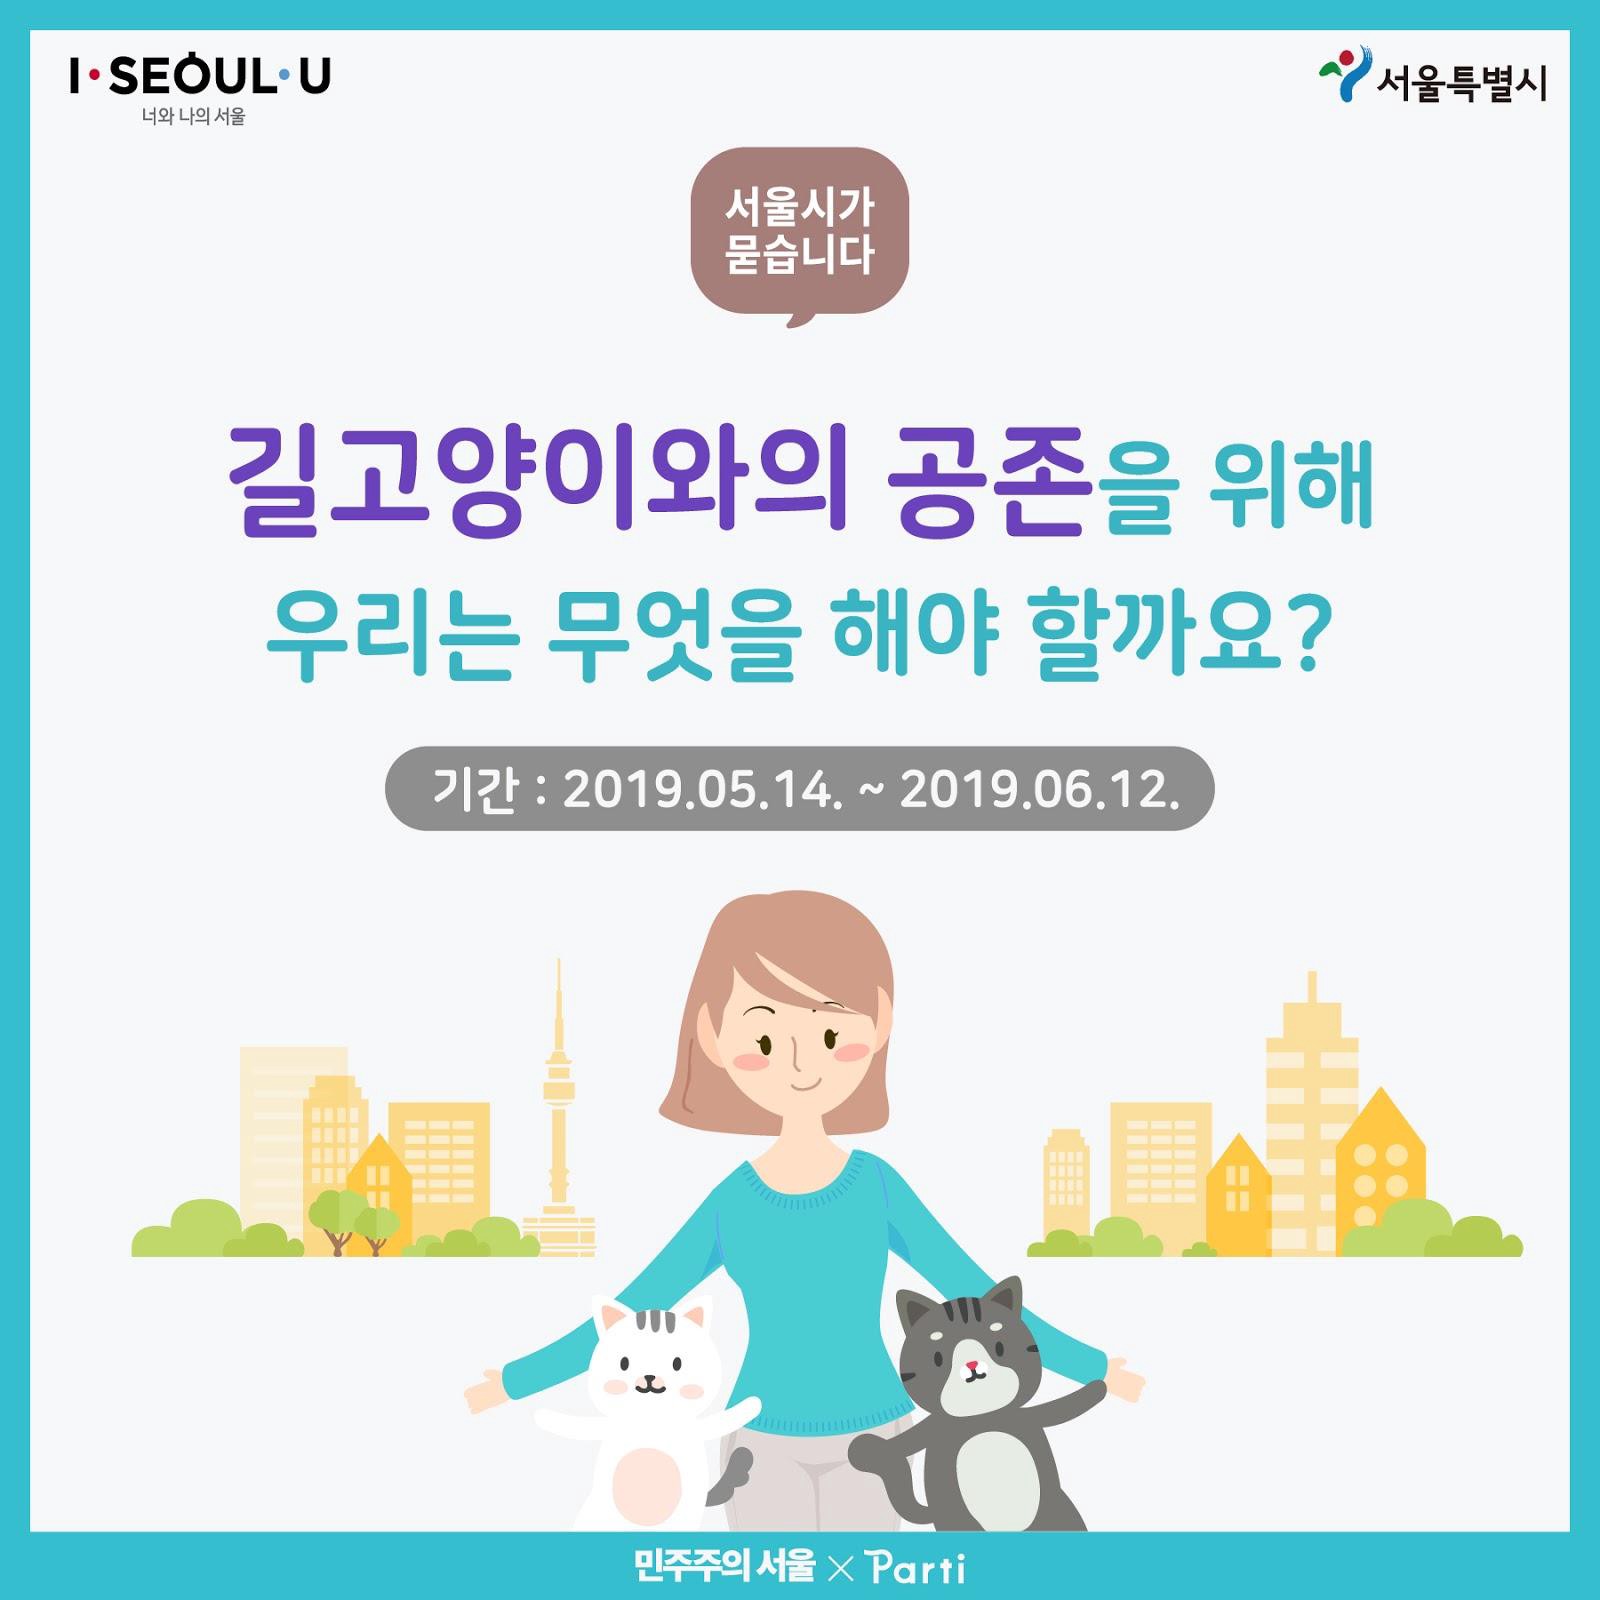 I·SEOUL·U
너와 나의 서울
서울특별시
서울시가
묻습니다
길고양이와의 공존을 위해
우리는 무엇을 해야 할까요?
기간 : 2019.05.14. ~ 2019.06.12.
민주주의 서울 × Parti